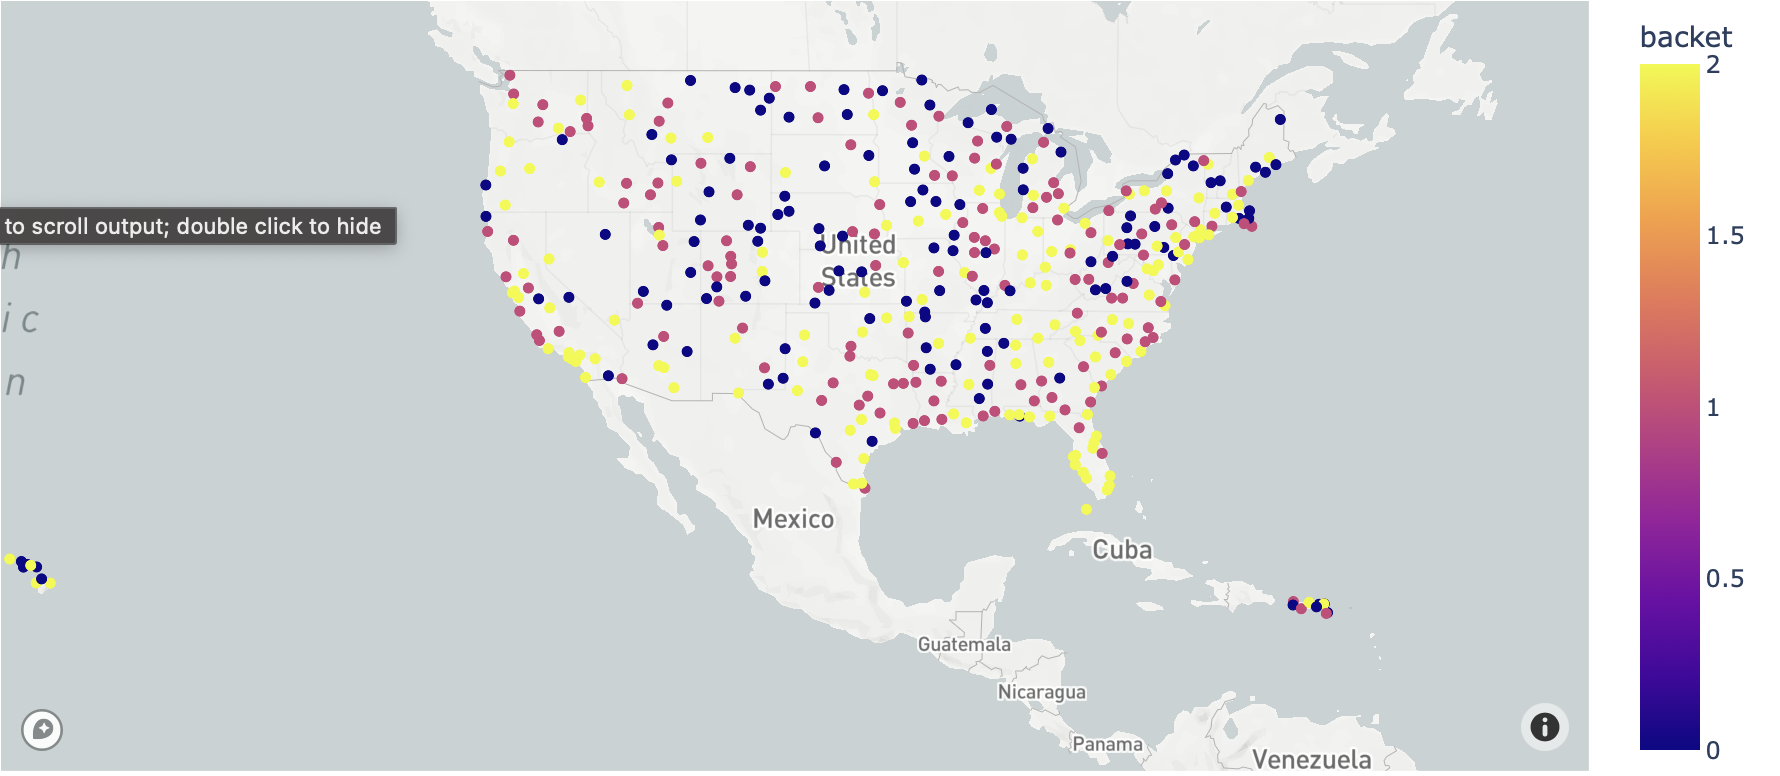 backet
2
1.5
1
0.5
0
to scroll output; double click to hide
h
i c
n
United
States
Mexico
Cuba
Guatemala
Nicaragua
Panama
Venezuela